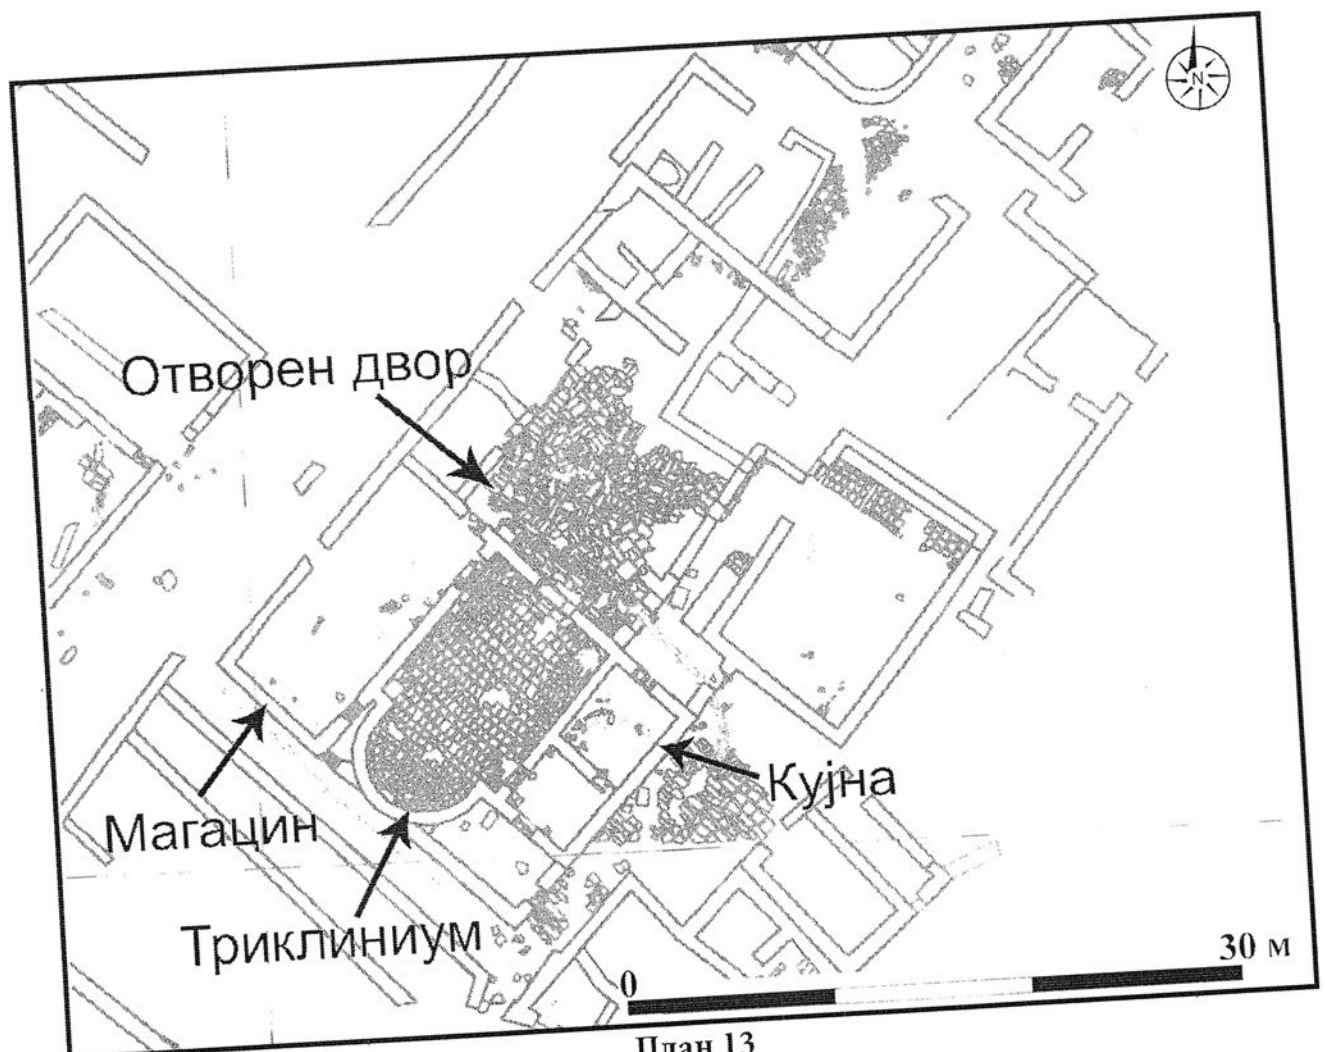 N
Отворен двор
Кујна
Магацин
Триклиниум
0 30 м
План 13